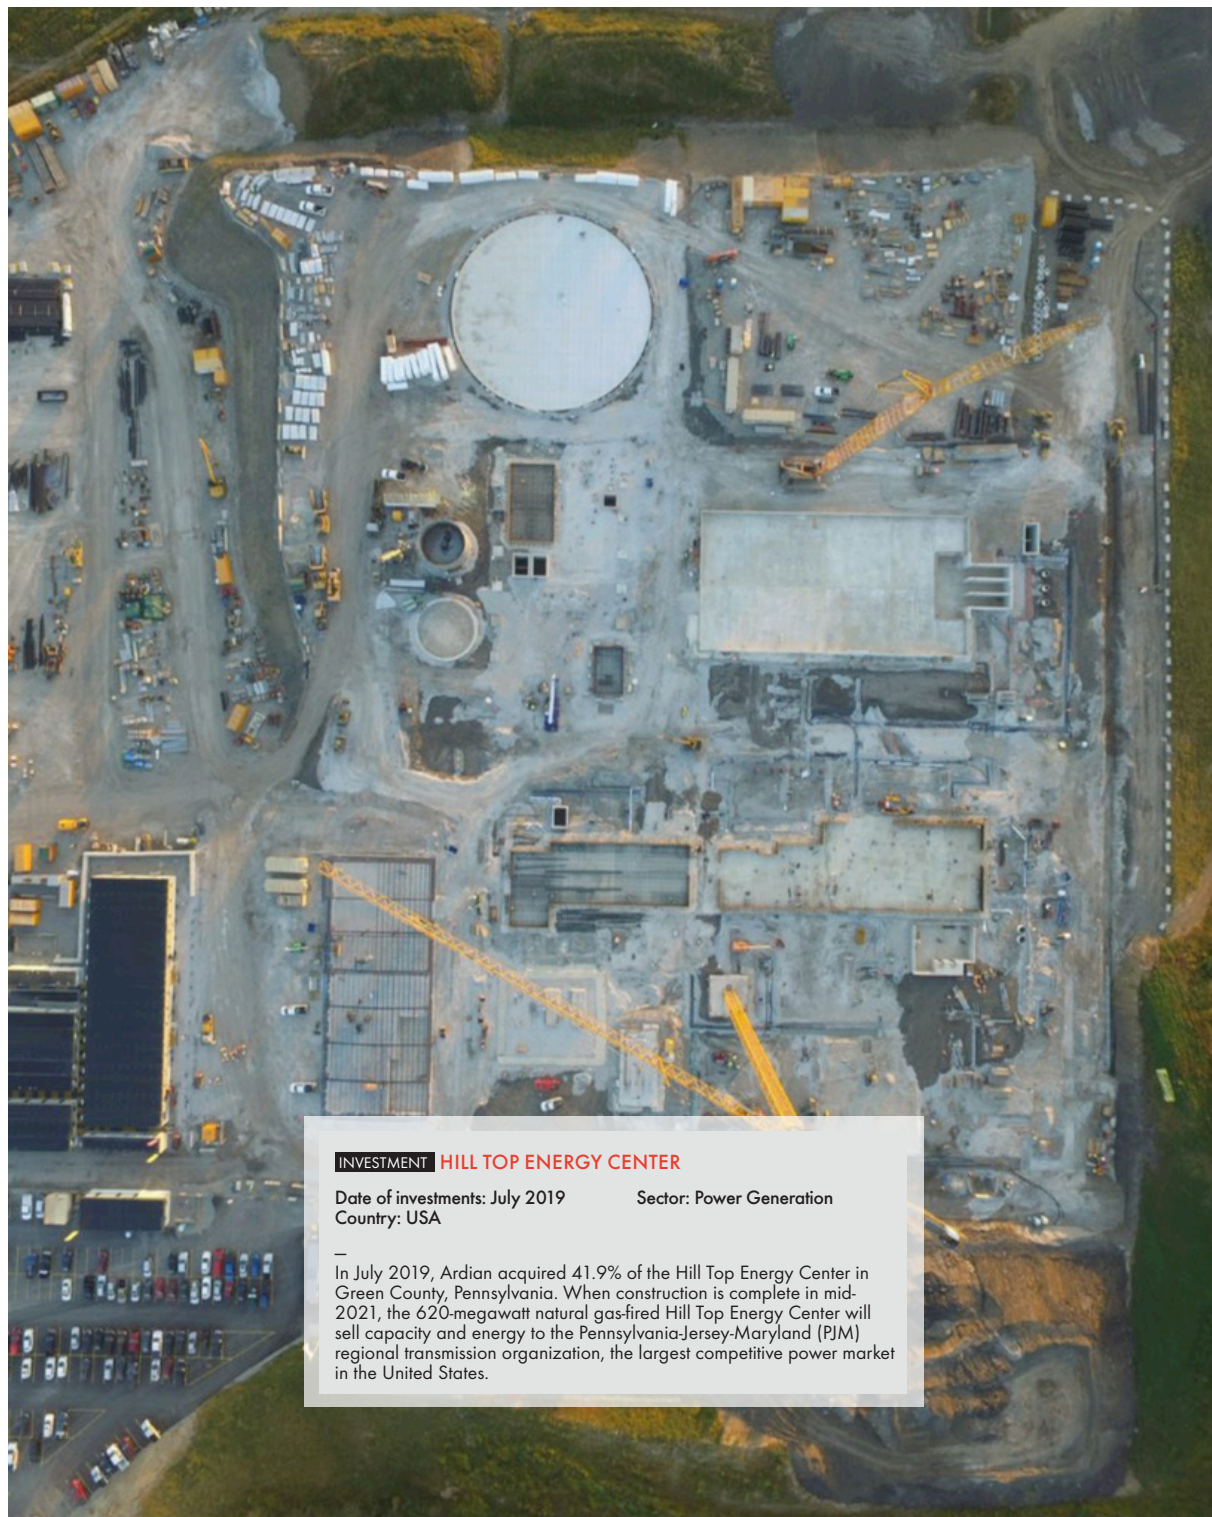 INVESTMENT HILL TOP ENERGY CENTER
Date of investments: July 2019 Sector: Power Generation
Country: USA
—
In July 2019, Ardian acquired 41.9% of the Hill Top Energy Center in
Green County, Pennsylvania. When construction is complete in mid-
2021, the 620-megawatt natural gas-fired Hill Top Energy Center will
sell capacity and energy to the Pennsylvania-Jersey-Maryland (PJM)
regional transmission organization, the largest competitive power market
in the United States.